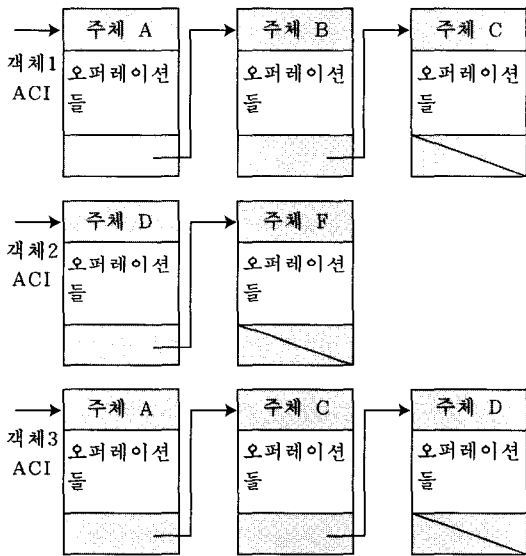 주체 A
주체 B
주체 C
객체1
ACI
오퍼레이션
들
오퍼레이션
들
오퍼레이션
들
주체 D
주체 F
객체2
ACI
오퍼레이션
들
오퍼레이션
들
주체 A
주체 C
주체 D
객체3
ACI
오퍼레이션
들
오퍼레이션
들
오퍼레이션
들